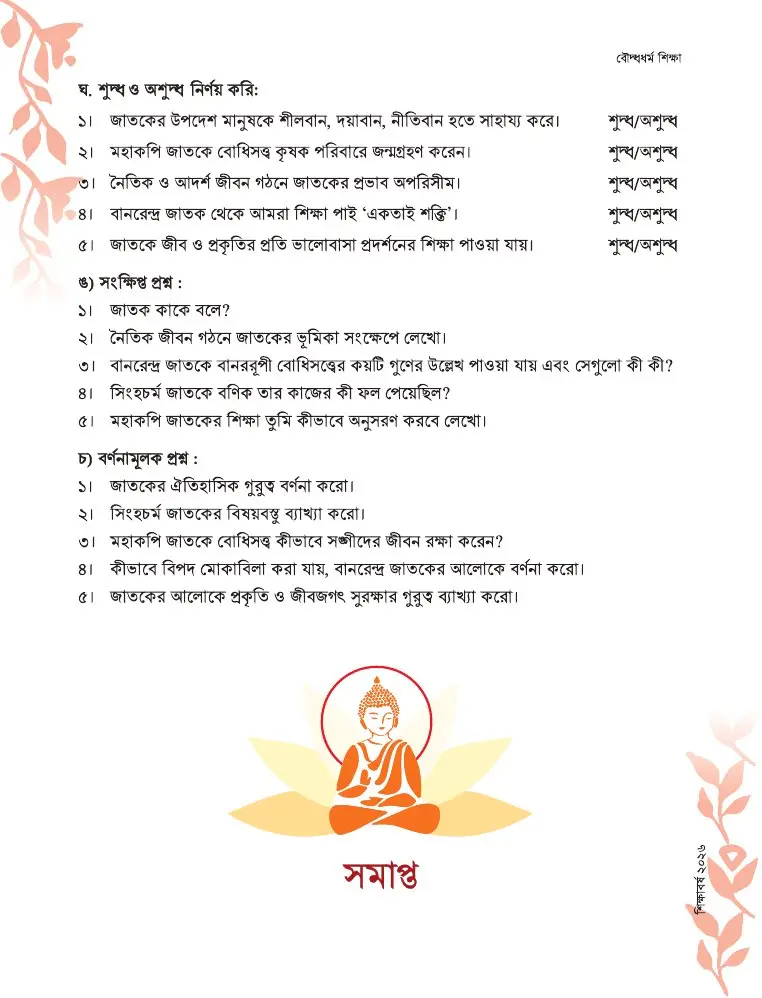 বৌদ্ধধর্ম শিক্ষা
ঘ. শুদ্ধ ও অশুদ্ধ নির্ণয় করি:
১। জাতকের উপদেশ মানুষকে শীলবান, দয়াবান, নীতিবান হতে সাহায্য করে। শুদ্ধ/অশুদ্ধ
২। মহাকপি জাতকে বোধিসত্ত্ব কৃষক পরিবারে জন্মগ্রহণ করেন। শুদ্ধ/অশুদ্ধ
৩। নৈতিক ও আদর্শ জীবন গঠনে জাতকের প্রভাব অপরিসীম। শুদ্ধ/অশুদ্ধ
৪। বানরেন্দ্র জাতক থেকে আমরা শিক্ষা পাই ‘একতাই শক্তি’। শুদ্ধ/অশুদ্ধ
৫। জাতকে জীব ও প্রকৃতির প্রতি ভালোবাসা প্রদর্শনের শিক্ষা পাওয়া যায়। শুদ্ধ/অশুদ্ধ
ঙ) সংক্ষিপ্ত প্রশ্ন :
১। জাতক কাকে বলে?
২। নৈতিক জীবন গঠনে জাতকের ভূমিকা সংক্ষেপে লেখো।
৩। বানরেন্দ্র জাতকে বানররূপী বোধিসত্ত্বের কয়টি গুণের উল্লেখ পাওয়া যায় এবং সেগুলো কী কী?
৪। সিংহচর্ম জাতকে বণিক তার কাজের কী ফল পেয়েছিল?
৫। মহাকপি জাতকের শিক্ষা তুমি কীভাবে অনুসরণ করবে লেখো।
চ) বর্ণনামূলক প্রশ্ন :
১। জাতকের ঐতিহাসিক গুরুত্ব বর্ণনা করো।
২। সিংহচর্ম জাতকের বিষয়বস্তু ব্যাখ্যা করো।
৩। মহাকপি জাতকে বোধিসত্ত্ব কীভাবে সঙ্গীদের জীবন রক্ষা করেন?
৪। কীভাবে বিপদ মোকাবিলা করা যায়, বানরেন্দ্র জাতকের আলোকে বর্ণনা করো।
৫। জাতকের আলোকে প্রকৃতি ও জীবজগৎ সুরক্ষার গুরুত্ব ব্যাখ্যা করো।
সমাপ্ত
শিক্ষাবর্ষ ২০২৬